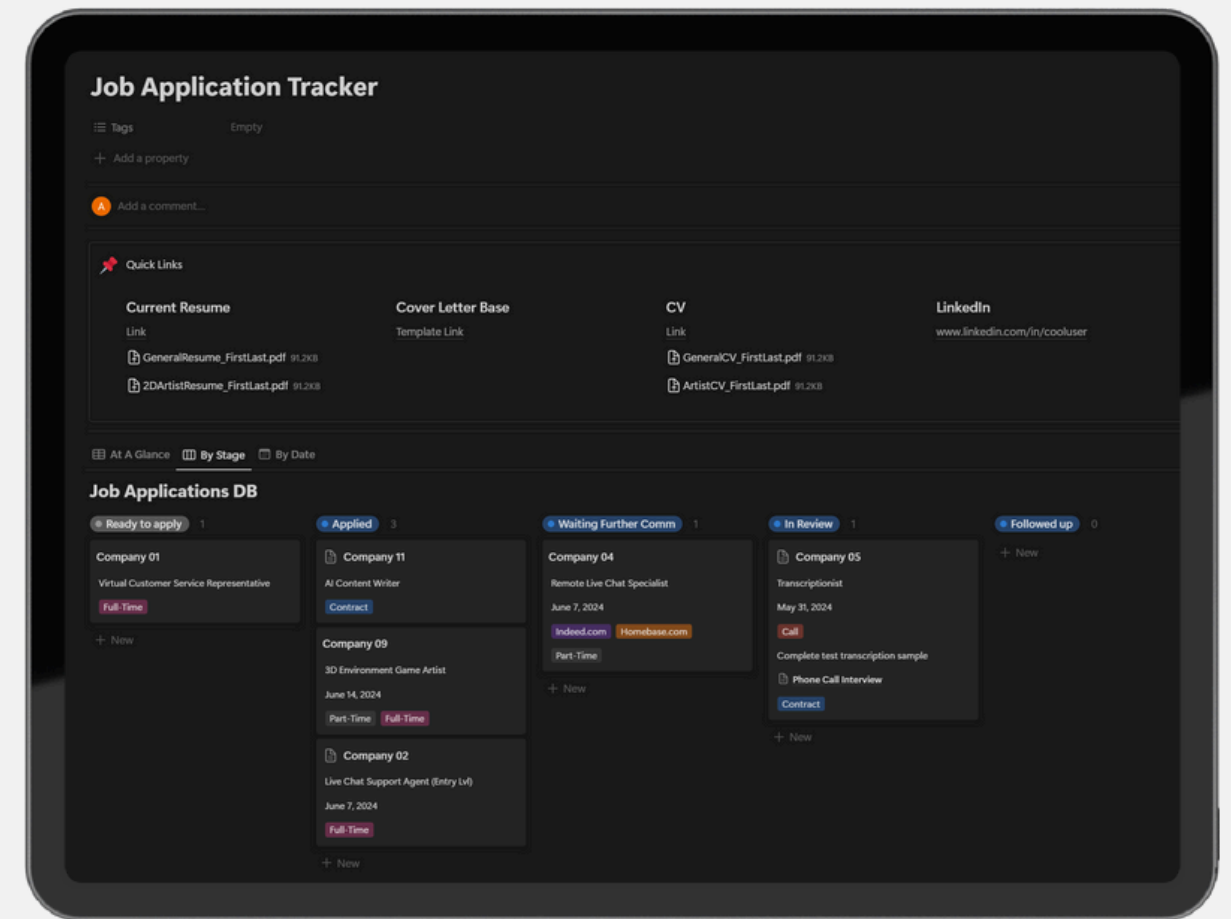 Job Application Tracker
Tags Empty
Add a property
A Add a comment...
Quick Links
Current Resume
Link
GeneralResume_FirstLast.pdf 91.2KB
2DArtistResume_FirstLast.pdf 91.2KB
Cover Letter Base
Template Link
CV
Link
GeneralCV_FirstLast.pdf 91.2KB
ArtistCV_FirstLast.pdf 91.2KB
LinkedIn
www.linkedin.com/in/cooluser
At A Glance By Stage By Date
Job Applications DB
Ready to apply 1
Company 01
Virtual Customer Service Representative
Full-Time
+ New
Applied 3
Company 11
AI Content Writer
Contract
Company 09
3D Environment Game Artist
June 14, 2024
Part-Time Full-Time
Company 02
Live Chat Support Agent (Entry Lvl)
June 7, 2024
Full-Time
+ New
Waiting Further Comm 1
Company 04
Remote Live Chat Specialist
June 7, 2024
Indeed.com Homebase.com
Part-Time
+ New
In Review 1
Company 05
Transcriptionist
May 31, 2024
Call
Complete test transcription sample
Phone Call Interview
Contract
+ New
Followed up 0
+ New